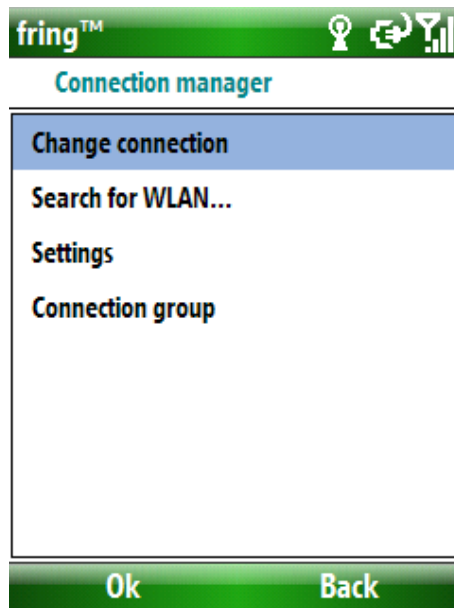 fring™
Connection manager
Change connection
Search for WLAN...
Settings
Connection group
Ok Back